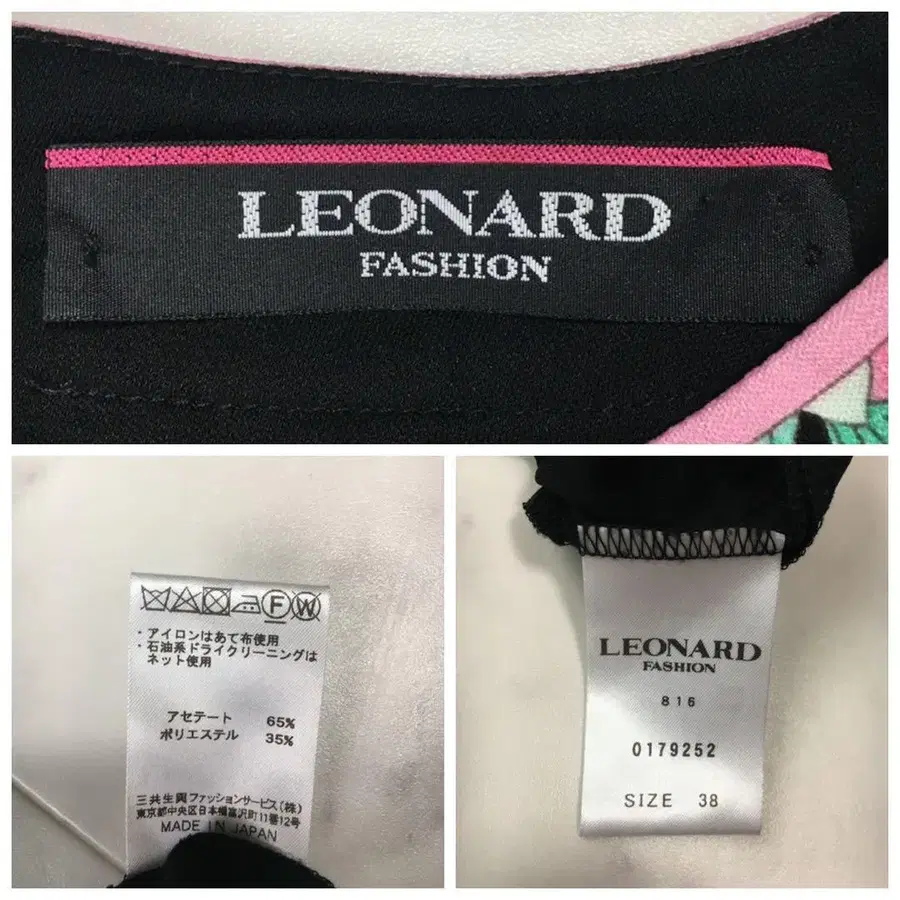 LEONARD
FASHION
F W
・アイロンはあて布使用
・石油系ドライクリーニングは
ネット使用
アセテート 65%
ポリエステル 35%
三共生興ファッションサービス(株)
東京都中央区日本橋富沢町11番12号
MADE IN JAPAN
LEONARD
FASHION
816
0179252
SIZE 38